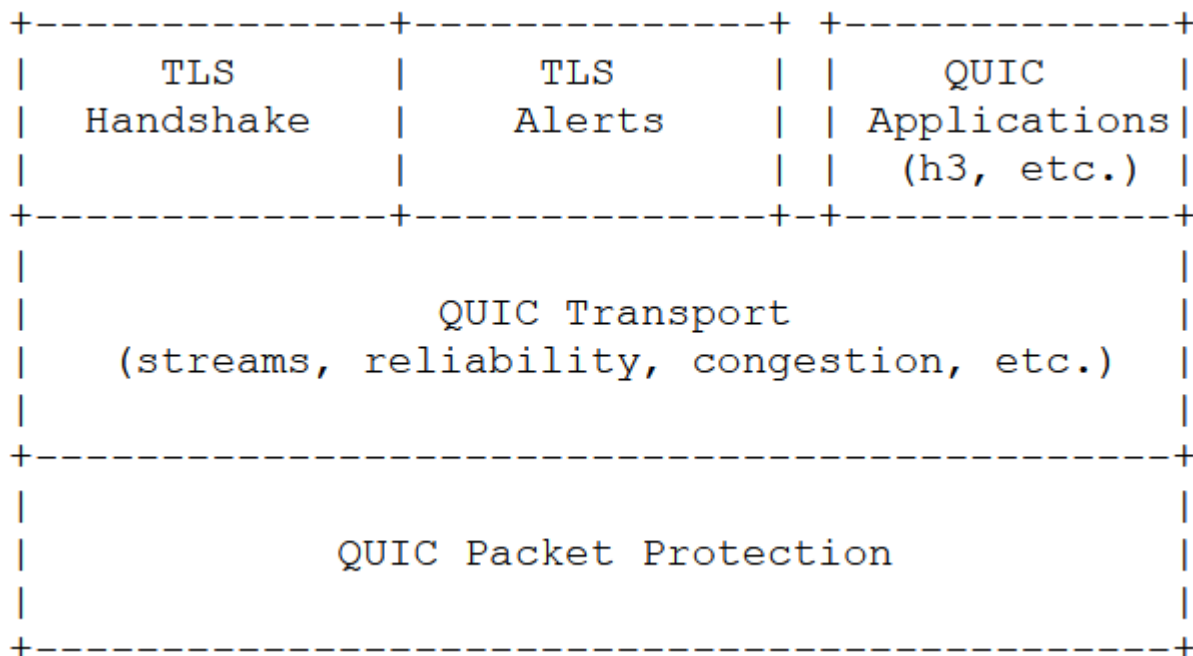 +--------------+--------------+ +-------------+
|     TLS      |     TLS      | |    QUIC     |
|  Handshake   |    Alerts    | | Applications|
|              |              | |  (h3, etc.) |
+--------------+--------------+-+-------------+
|                                             |
|                QUIC Transport               |
|   (streams, reliability, congestion, etc.)  |
|                                             |
+---------------------------------------------+
|                                             |
|            QUIC Packet Protection           |
|                                             |
+---------------------------------------------+